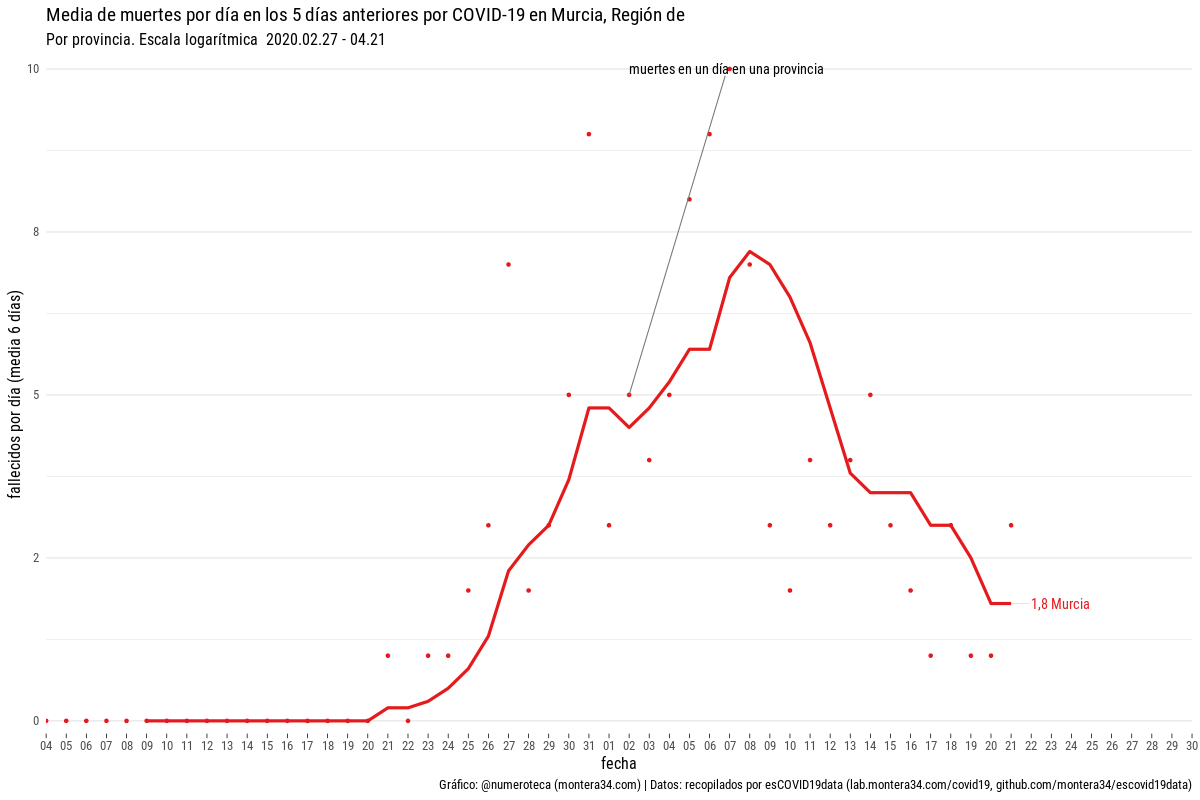 Media de muertes por día en los 5 días anteriores por COVID-19 en Murcia, Región de
Por provincia. Escala logarítmica  2020.02.27 - 04.21
10
muertes en un día en una provincia
8
5
2
0
fallecidos por día (media 6 días)
1,8 Murcia
04 05 06 07 08 09 10 11 12 13 14 15 16 17 18 19 20 21 22 23 24 25 26 27 28 29 30 31 01 02 03 04 05 06 07 08 09 10 11 12 13 14 15 16 17 18 19 20 21 22 23 24 25 26 27 28 29 30
fecha
Gráfico: @numeroteca (montera34.com) | Datos: recopilados por esCOVID19data (lab.montera34.com/covid19, github.com/montera34/escovid19data)